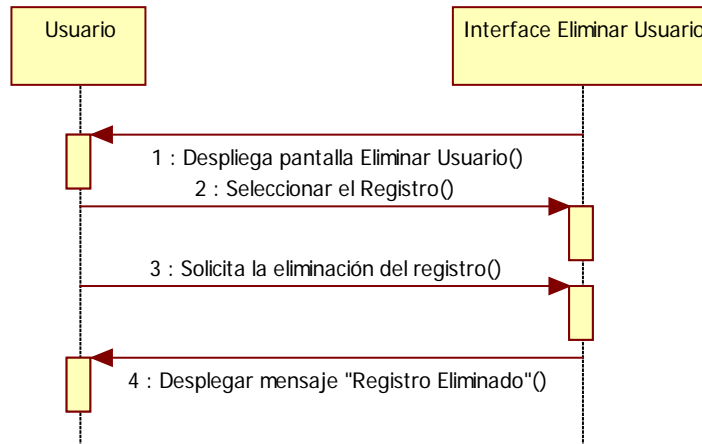 Usuario
Interface Eliminar Usuario
1 : Despliega pantalla Eliminar Usuario()
2 : Seleccionar el Registro()
3 : Solicita la eliminación del registro()
4 : Desplegar mensaje "Registro Eliminado"()